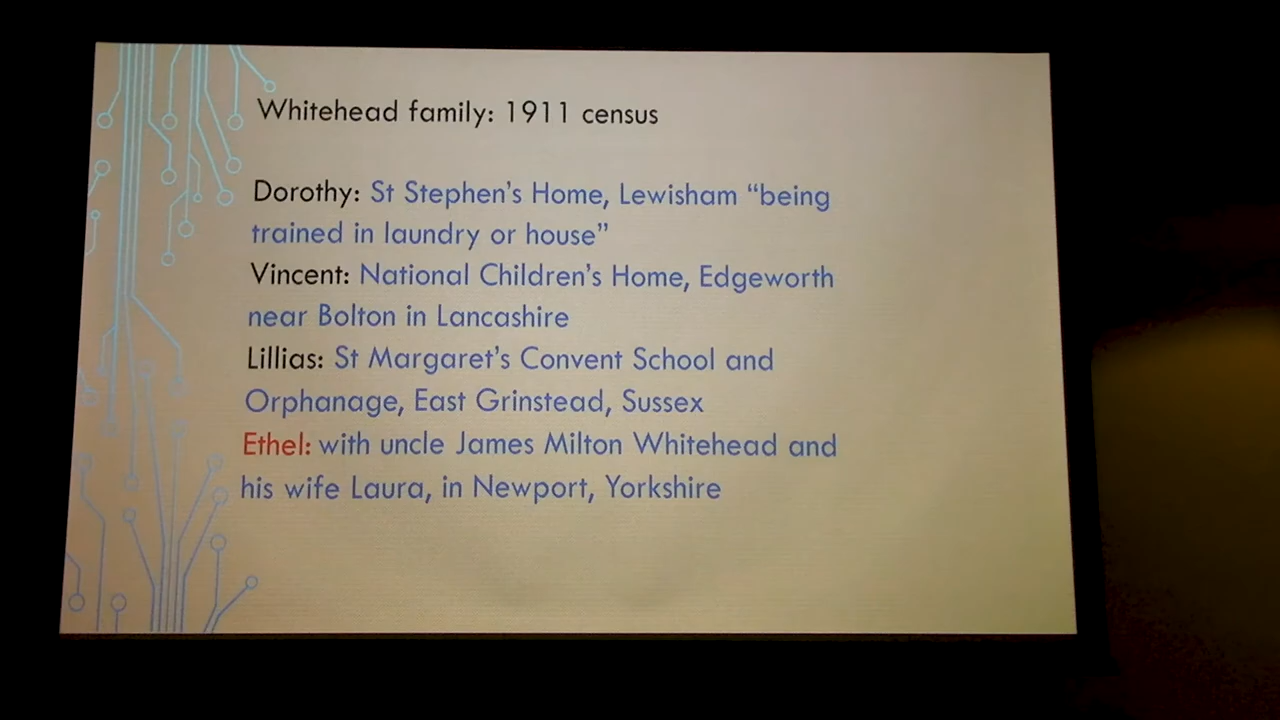 Whitehead family: 1911 census
Dorothy: St Stephen's Home, Lewisham “being
trained in laundry or house”
Vincent: National Children's Home, Edgeworth
near Bolton in Lancashire
Lillias: St Margaret's Convent School and
Orphanage, East Grinstead, Sussex
Ethel: with uncle James Milton Whitehead and
his wife Laura, in Newport, Yorkshire